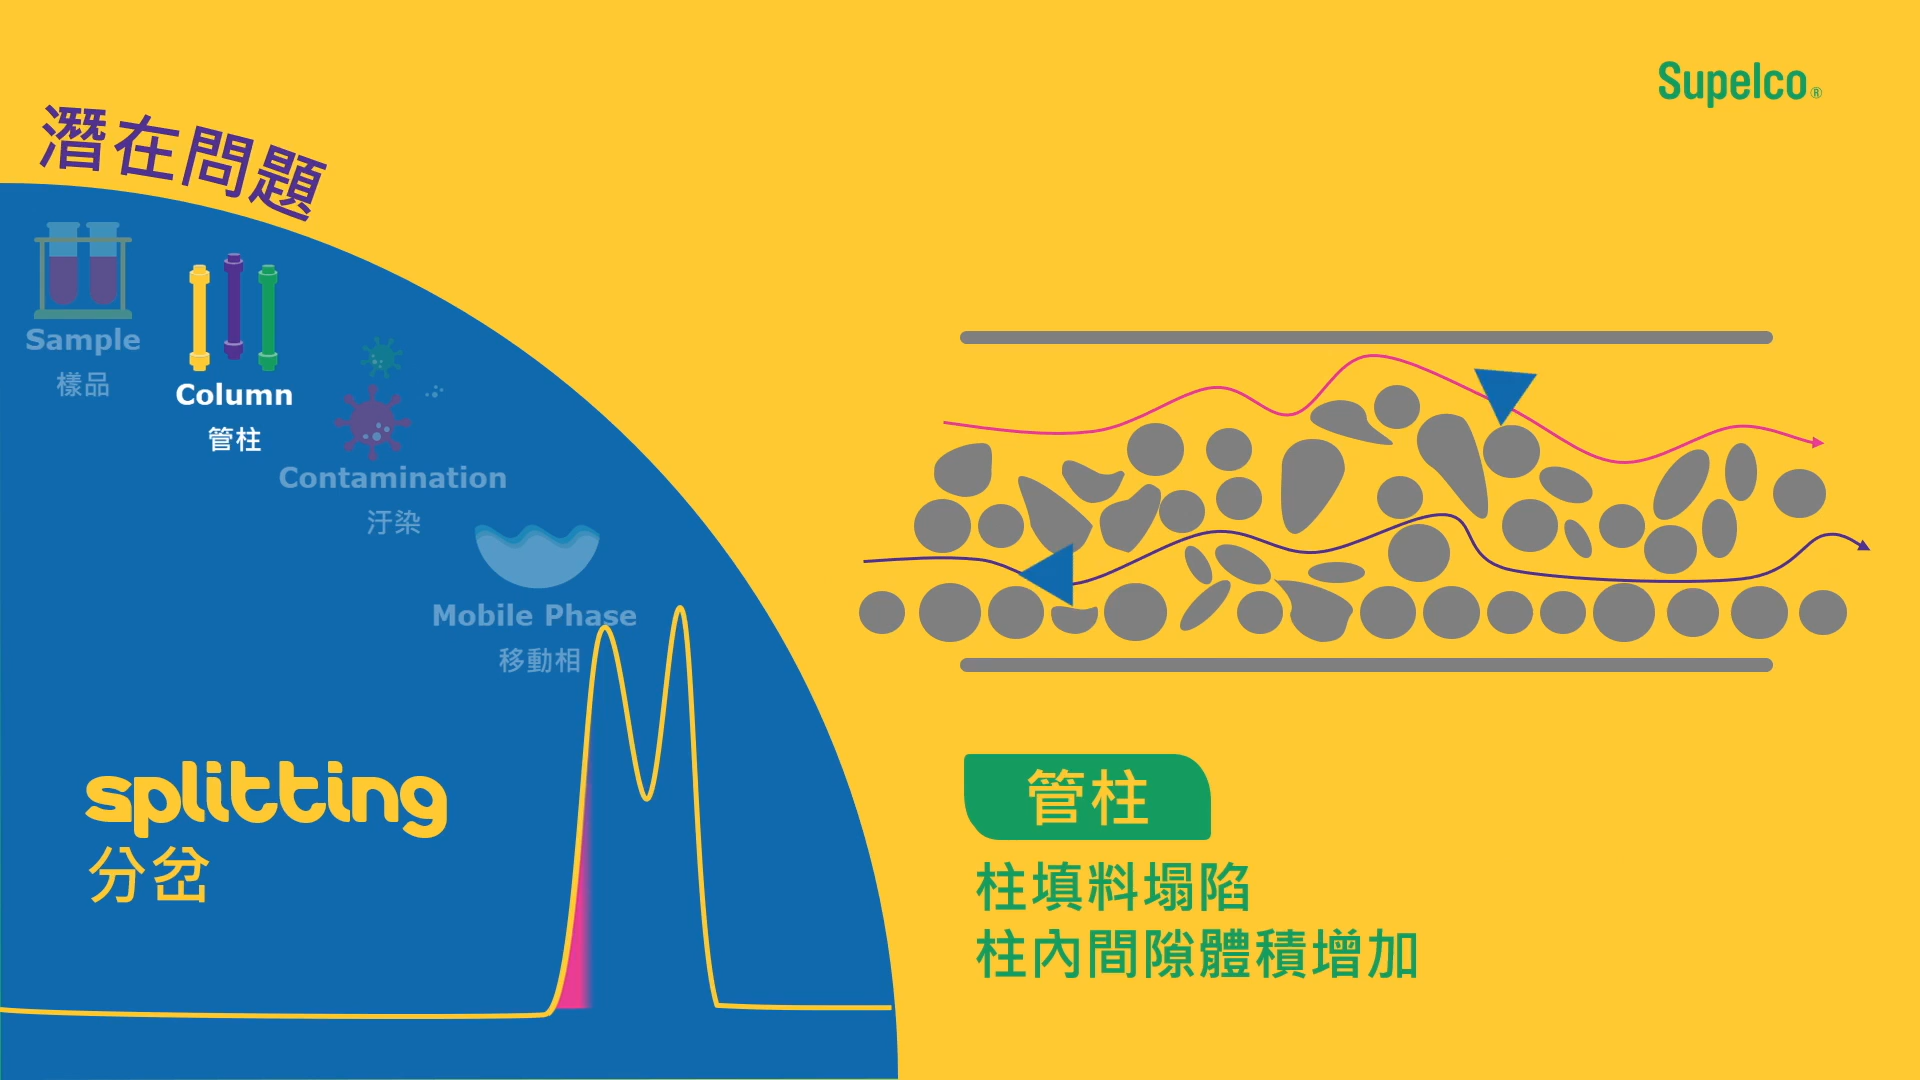 Supelco®
潛在問題
Sample
樣品
Column
管柱
Contamination
汙染
Mobile Phase
移動相
splitting
分岔
管柱
柱填料塌陷
柱內間隙體積增加